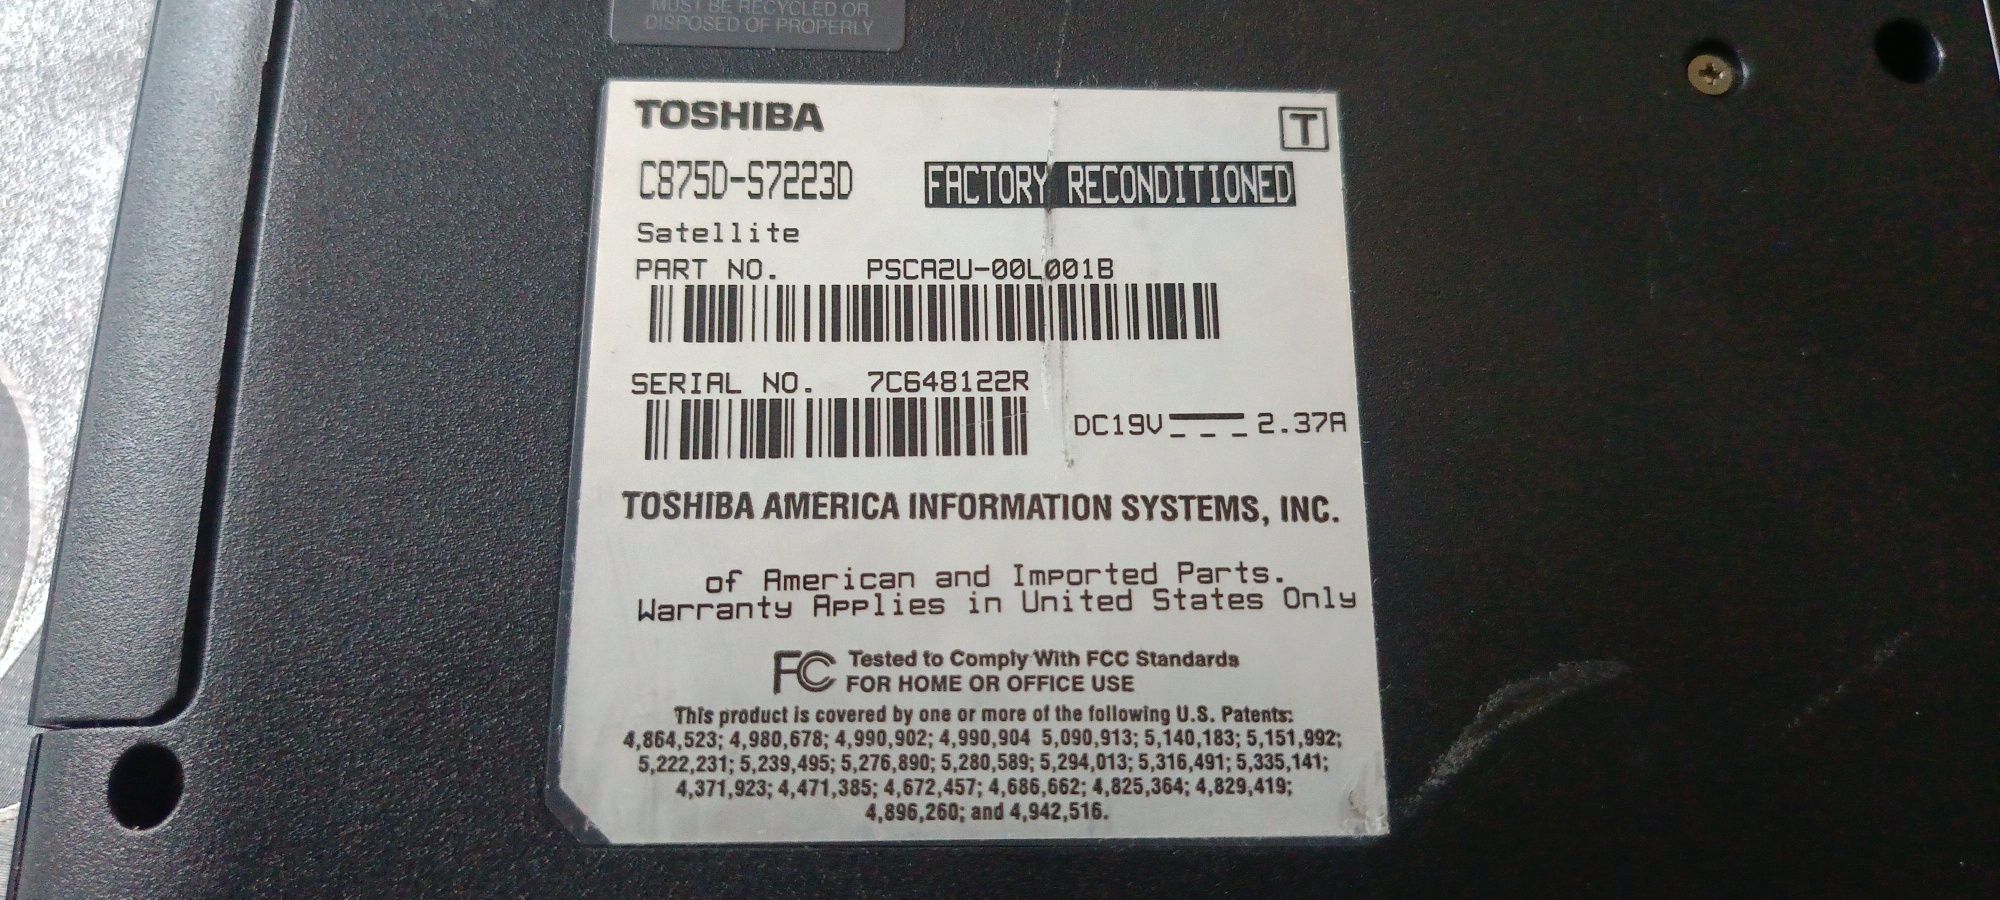 MUST BE RECYCLED OR
DISPOSED OF PROPERLY
TOSHIBA
T
C875D-S7223D FACTORY RECONDITIONED
Satellite
PART NO. PSCA2U-00L001B
SERIAL NO. 7C648122R
DC19V 2.37A
TOSHIBA AMERICA INFORMATION SYSTEMS, INC.
of American and Imported Parts.
Warranty Applies in United States Only
FC Tested to Comply With FCC Standards
FOR HOME OR OFFICE USE
This product is covered by one or more of the following U.S. Patents:
4,864,523; 4,980,678; 4,990,902; 4,990,904 5,090,913; 5,140,183; 5,151,992;
5,222,231; 5,239,495; 5,276,890; 5,280,589; 5,294,013; 5,316,491; 5,335,141;
4,371,923; 4,471,385; 4,672,457; 4,686,662; 4,825,364; 4,829,419;
4,896,260; and 4,942,516.